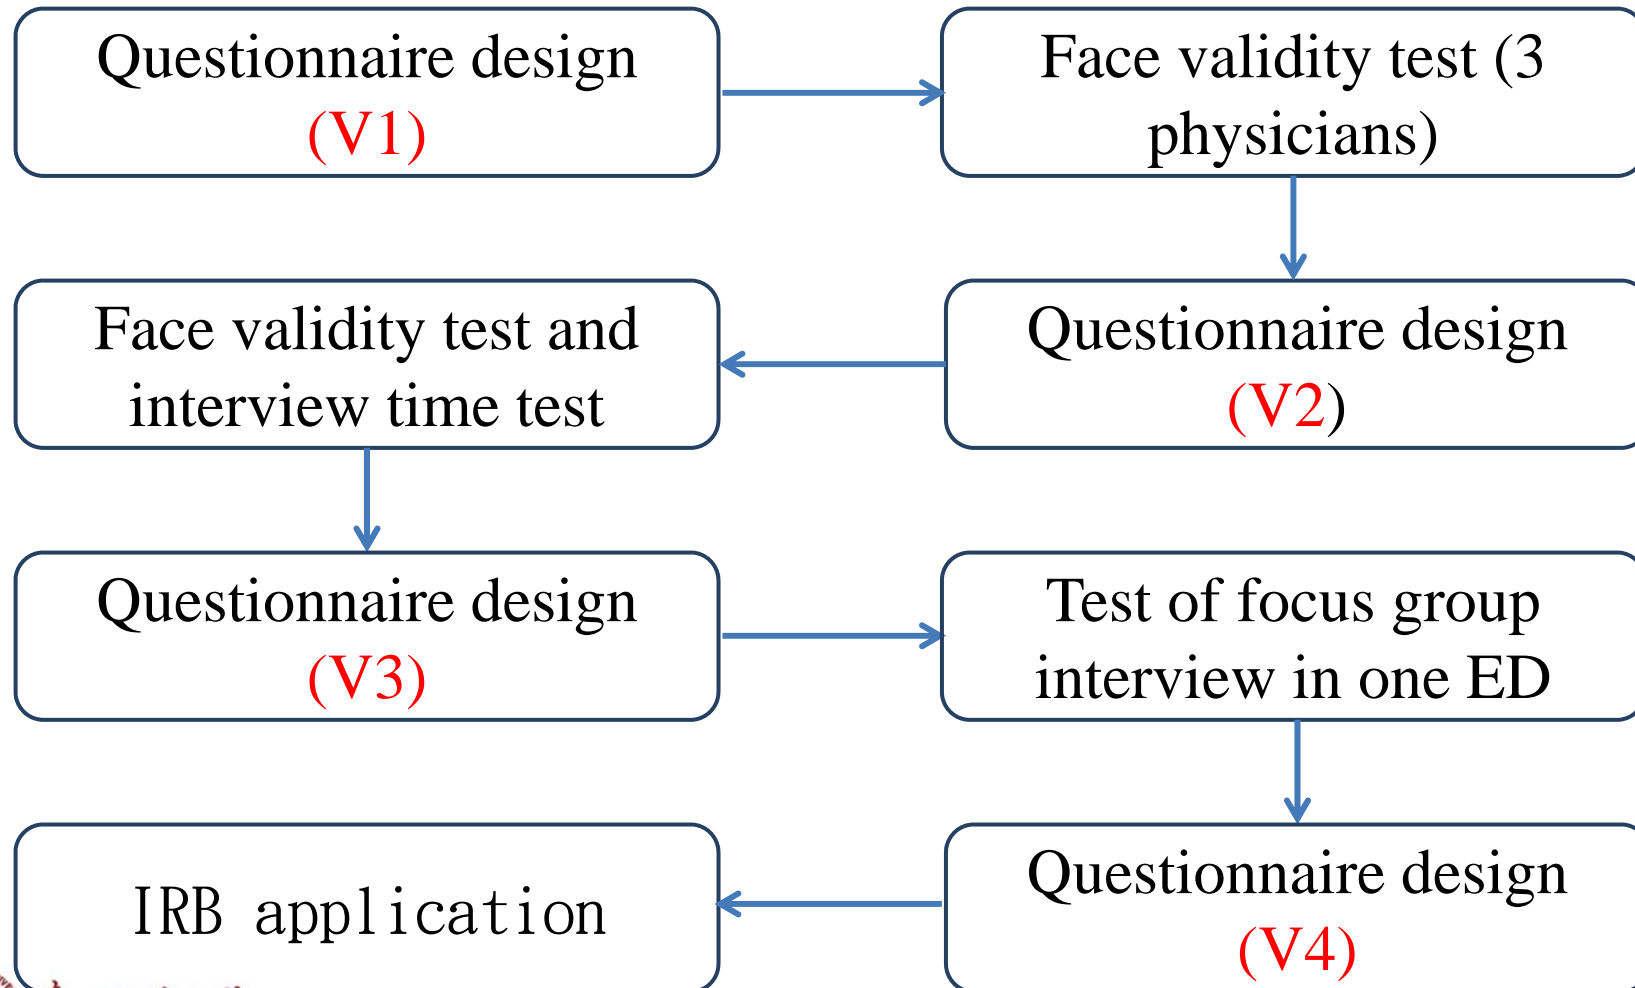 Questionnaire design
(V1)
Face validity test (3
physicians)
Questionnaire design
(V2)
Face validity test and
interview time test
Questionnaire design
(V3)
Test of focus group
interview in one ED
Questionnaire design
(V4)
IRB application